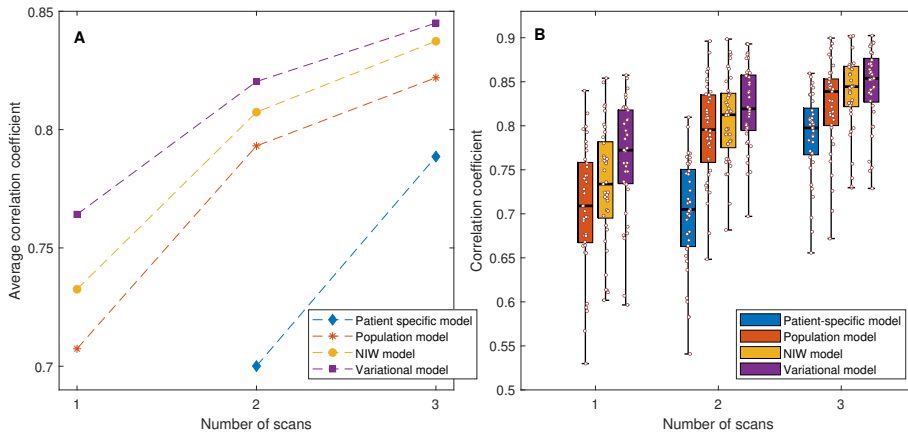 A
Average correlation coefficient
0.85
0.8
0.75
0.7
1
2
3
Number of scans
Patient specific model
Population model
NIW model
Variational model
B
Correlation coefficient
0.9
0.85
0.8
0.75
0.7
0.65
0.6
0.55
0.5
1
2
3
Number of scans
Patient-specific model
Population model
NIW model
Variational model